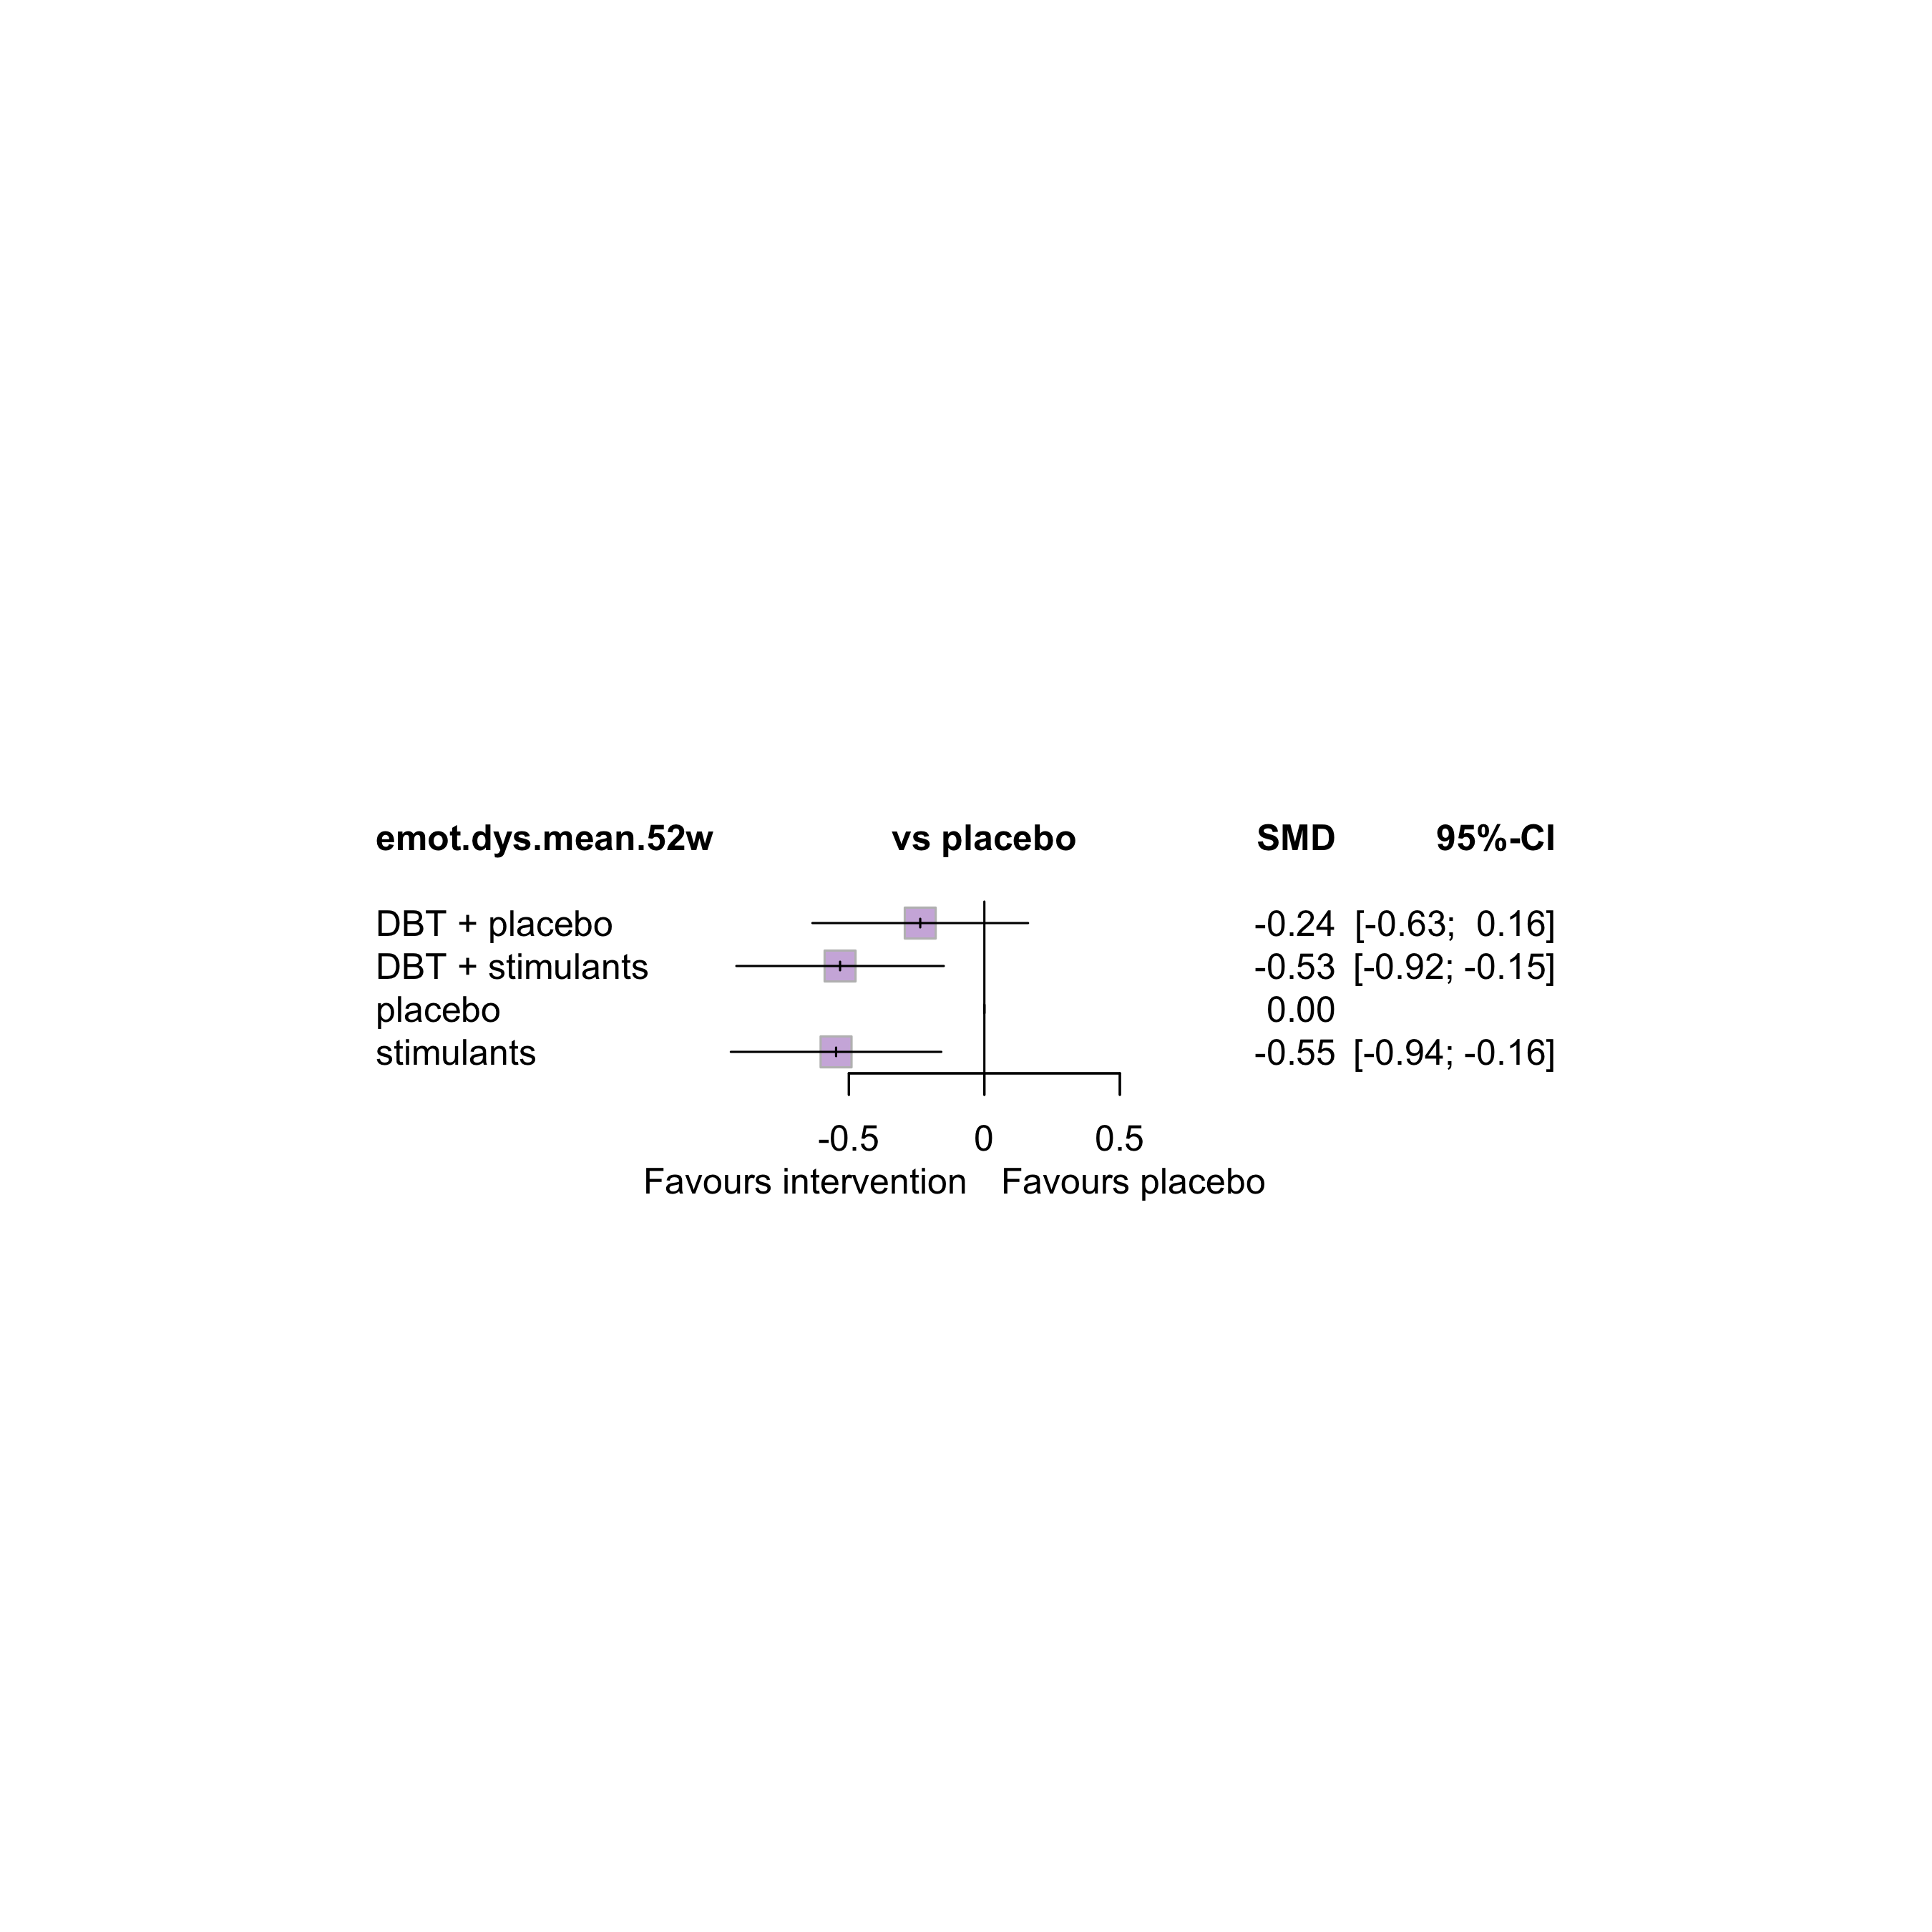 emot.dys.mean.52w vs placebo SMD 95%-CI
DBT + placebo -0.24 [-0.63; 0.16]
DBT + stimulants -0.53 [-0.92; -0.15]
placebo 0.00
stimulants -0.55 [-0.94; -0.16]
-0.5 0 0.5
Favours intervention Favours placebo